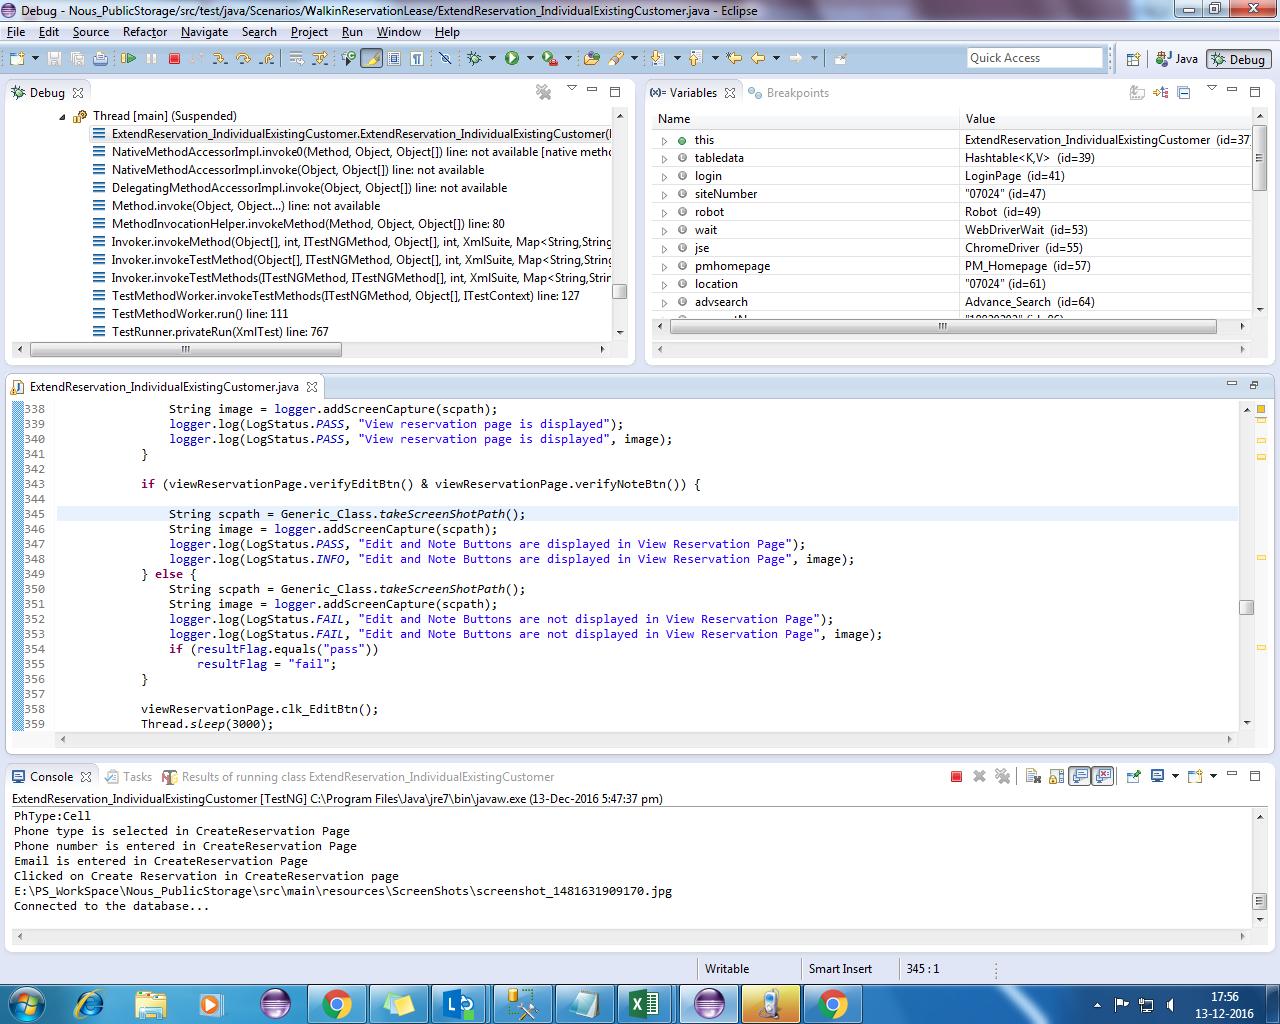 Debug - Nous_PublicStorage/src/test/java/Scenarios/WalkinReservationLease/ExtendReservation_IndividualExistingCustomer.java - Eclipse
File Edit Source Refactor Navigate Search Project Run Window Help
Quick Access
Java
Debug
Debug
Thread [main] (Suspended)
ExtendReservation_IndividualExistingCustomer.ExtendReservation_IndividualExistingCustomer(
NativeMethodAccessorImpl.invoke0(Method, Object, Object[]) line: not available [native meth
NativeMethodAccessorImpl.invoke(Object, Object[]) line: not available
DelegatingMethodAccessorImpl.invoke(Object, Object[]) line: not available
Method.invoke(Object, Object...) line: not available
MethodInvocationHelper.invokeMethod(Method, Object, Object[]) line: 80
Invoker.invokeMethod(Object[], int, ITestNGMethod, Object[], int, XmlSuite, Map<String,String
Invoker.invokeTestMethod(Object[], ITestNGMethod, Object[], int, XmlSuite, Map<String,String
Invoker.invokeTestMethods(ITestNGMethod, ITestNGMethod[], int, XmlSuite, Map<String,Stri
TestMethodWorker.invokeTestMethods(ITestNGMethod, Object[], ITestContext) line: 127
TestMethodWorker.run() line: 111
TestRunner.privateRun(XmlTest) line: 767
(x)= Variables Breakpoints
Name Value
this ExtendReservation_IndividualExistingCustomer (id=37
tabledata Hashtable<K,V> (id=39)
login LoginPage (id=41)
siteNumber "07024" (id=47)
robot Robot (id=49)
wait WebDriverWait (id=53)
jse ChromeDriver (id=55)
pmhomepage PM_Homepage (id=57)
location "07024" (id=61)
advsearch Advance_Search (id=64)
ExtendReservation_IndividualExistingCustomer.java
338 String image = logger.addScreenCapture(scpath);
339 logger.log(LogStatus.PASS, "View reservation page is displayed");
340 logger.log(LogStatus.PASS, "View reservation page is displayed", image);
341 }
342
343 if (viewReservationPage.verifyEditBtn() & viewReservationPage.verifyNoteBtn()) {
344
345 String scpath = Generic_Class.takeScreenShotPath();
346 String image = logger.addScreenCapture(scpath);
347 logger.log(LogStatus.PASS, "Edit and Note Buttons are displayed in View Reservation Page");
348 logger.log(LogStatus.INFO, "Edit and Note Buttons are displayed in View Reservation Page", image);
349 } else {
350 String scpath = Generic_Class.takeScreenShotPath();
351 String image = logger.addScreenCapture(scpath);
352 logger.log(LogStatus.FAIL, "Edit and Note Buttons are not displayed in View Reservation Page");
353 logger.log(LogStatus.FAIL, "Edit and Note Buttons are not displayed in View Reservation Page", image);
354 if (resultFlag.equals("pass"))
355 resultFlag = "fail";
356 }
357
358 viewReservationPage.clk_EditBtn();
359 Thread.sleep(3000);
Console Tasks Results of running class ExtendReservation_IndividualExistingCustomer
ExtendReservation_IndividualExistingCustomer [TestNG] C:\Program Files\Java\jre7\bin\javaw.exe (13-Dec-2016 5:47:37 pm)
PhType:Cell
Phone type is selected in CreateReservation Page
Phone number is entered in CreateReservation Page
Email is entered in CreateReservation Page
Clicked on Create Reservation in CreateReservation page
E:\PS_WorkSpace\Nous_PublicStorage\src\main\resources\ScreenShots\screenshot_1481631909170.jpg
Connected to the database...
Writable Smart Insert 345 : 1
17:56
13-12-2016